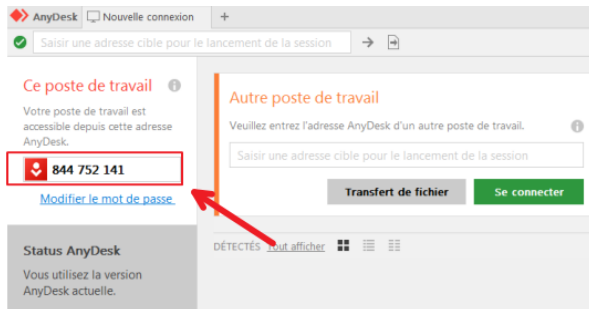 AnyDesk Nouvelle connexion +
Saisir une adresse cible pour le lancement de la session
Ce poste de travail
Votre poste de travail est
accessible depuis cette adresse
AnyDesk.
844 752 141
Modifier le mot de passe
Status AnyDesk
Vous utilisez la version
AnyDesk actuelle.
Autre poste de travail
Veuillez entrez l'adresse AnyDesk d'un autre poste de travail.
Saisir une adresse cible pour le lancement de la session
Transfert de fichier Se connecter
DÉTECTÉS Tout afficher